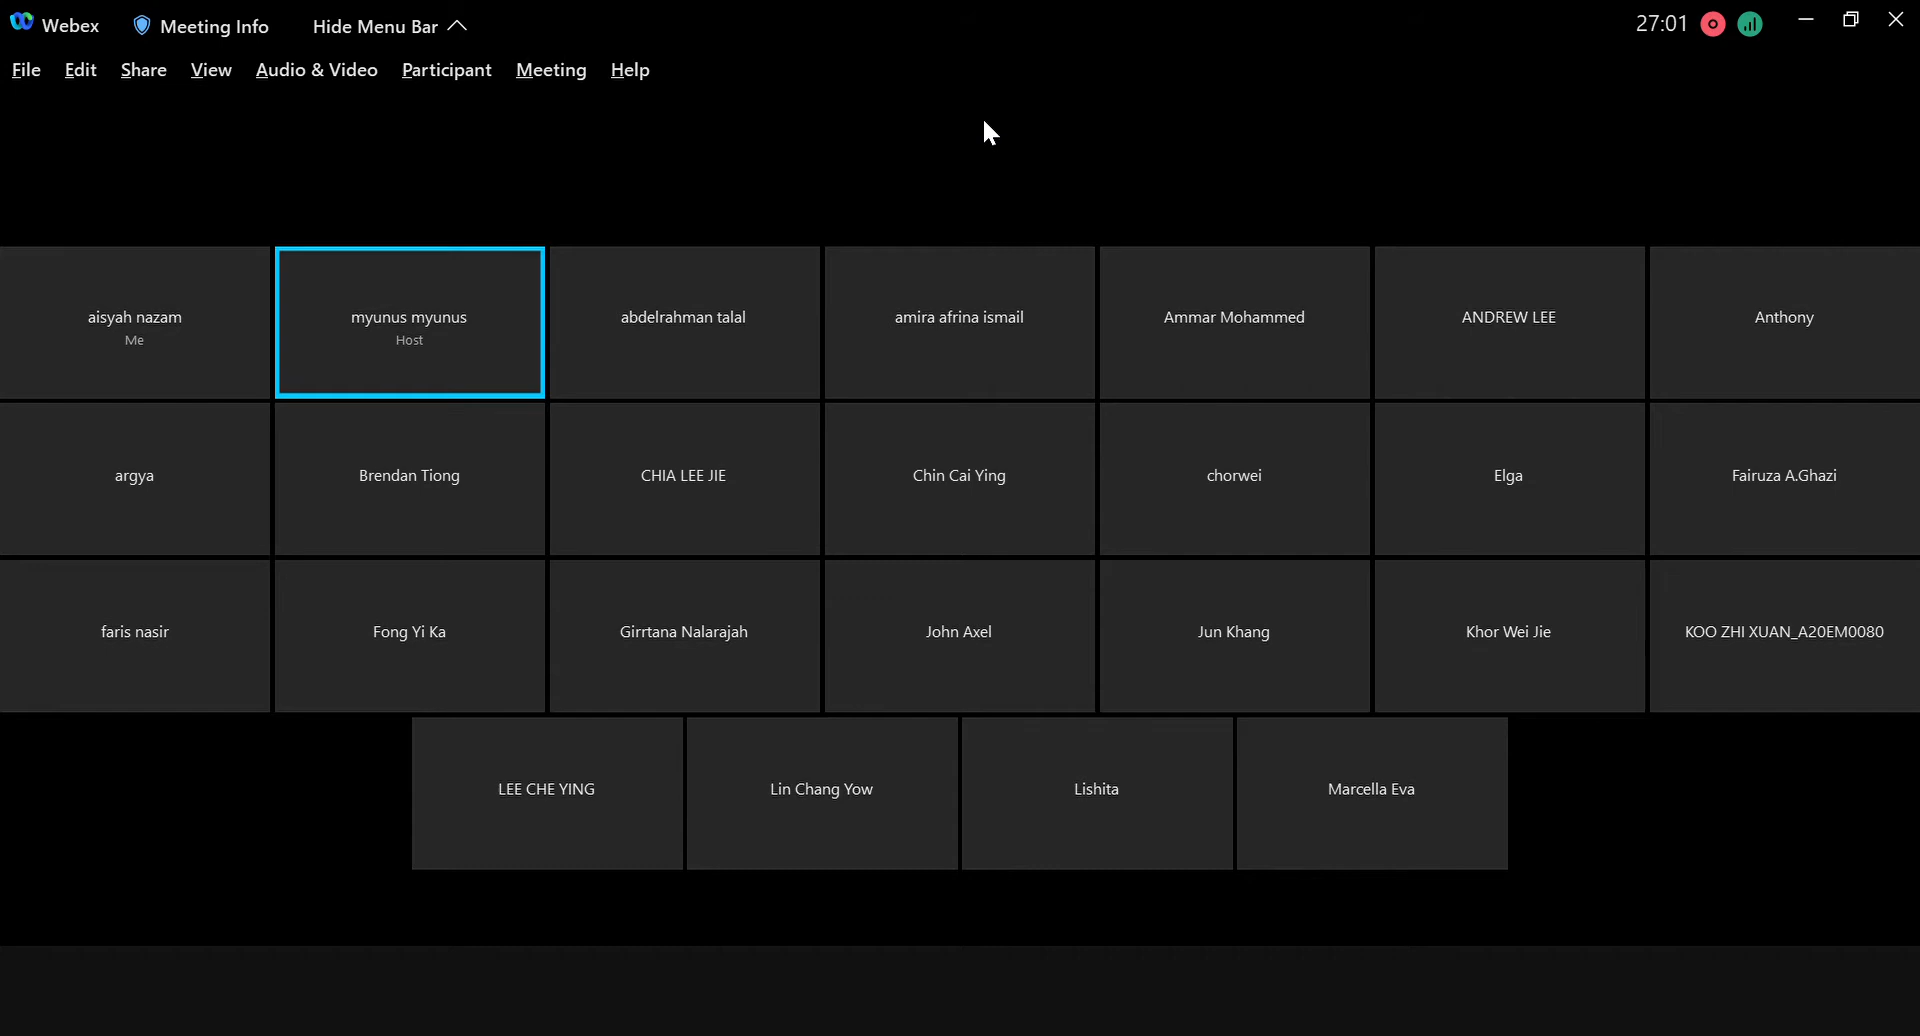 Webex Meeting Info Hide Menu Bar 27:01
File Edit Share View Audio & Video Participant Meeting Help
aisyah nazam
Me
myunus myunus
Host
abdelrahman talal
amira afrina ismail
Ammar Mohammed
ANDREW LEE
Anthony
argya
Brendan Tiong
CHIA LEE JIE
Chin Cai Ying
chorwei
Elga
Fairuza A.Ghazi
faris nasir
Fong Yi Ka
Girrtana Nalarajah
John Axel
Jun Khang
Khor Wei Jie
KOO ZHI XUAN_A20EM0080
LEE CHE YING
Lin Chang Yow
Lishita
Marcella Eva